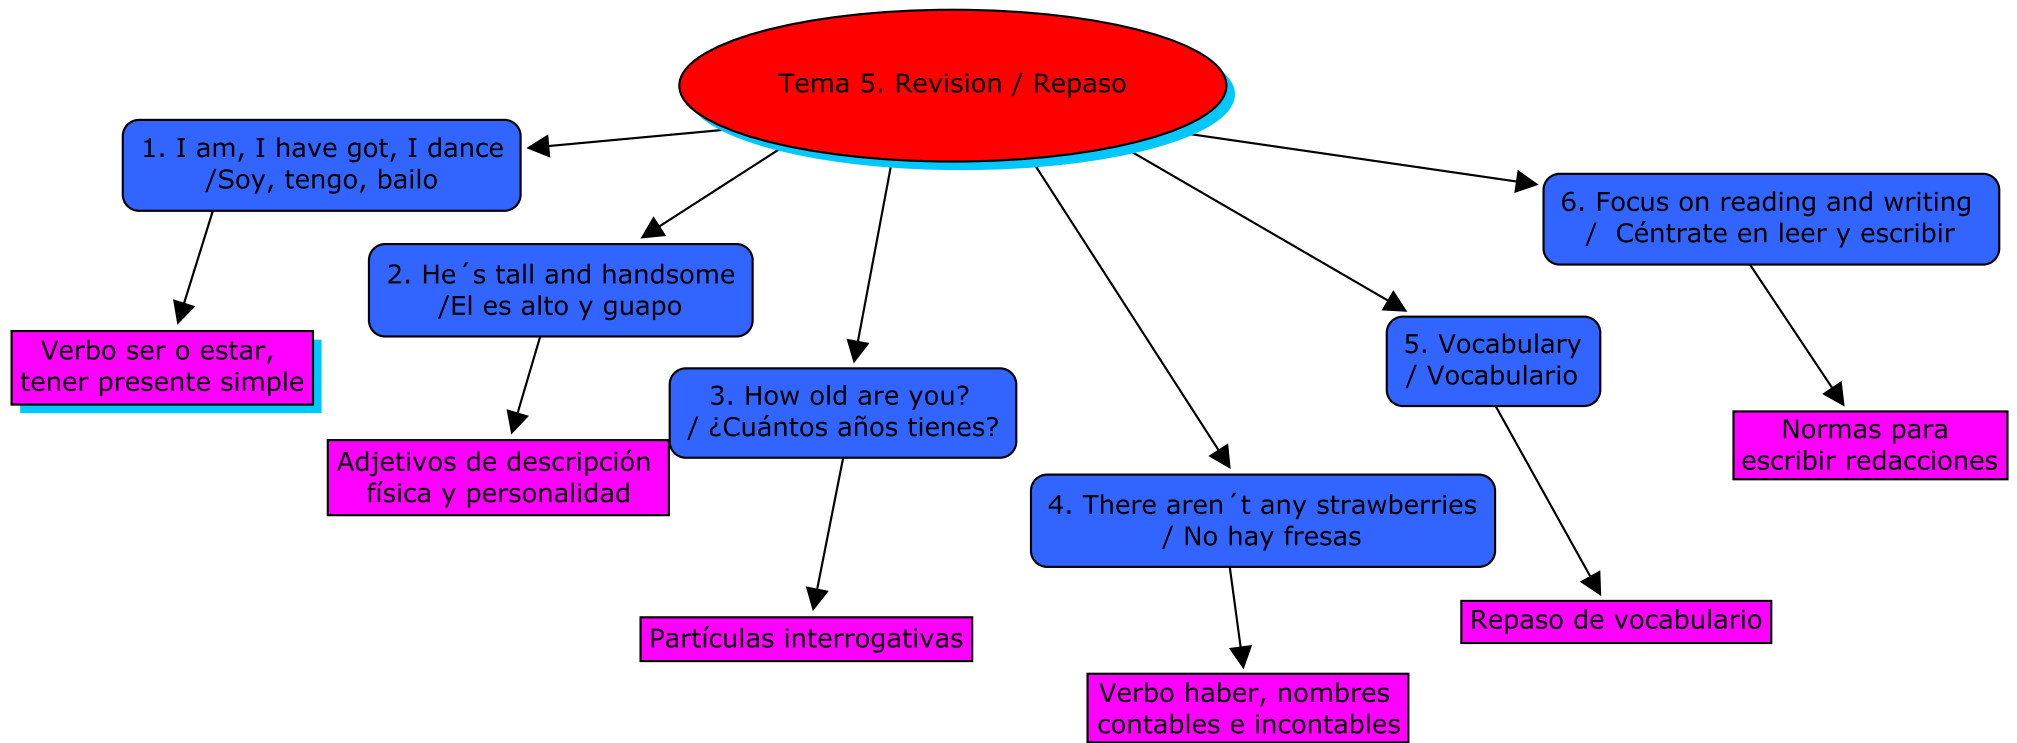 Tema 5. Revision / Repaso
1. I am, I have got, I dance
/Soy, tengo, bailo
Verbo ser o estar,
tener presente simple
2. He´s tall and handsome
/El es alto y guapo
Adjetivos de descripción
física y personalidad
3. How old are you?
/ ¿Cuántos años tienes?
Partículas interrogativas
4. There aren´t any strawberries
/ No hay fresas
Verbo haber, nombres
contables e incontables
5. Vocabulary
/ Vocabulario
Repaso de vocabulario
6. Focus on reading and writing
/ Céntrate en leer y escribir
Normas para
escribir redacciones